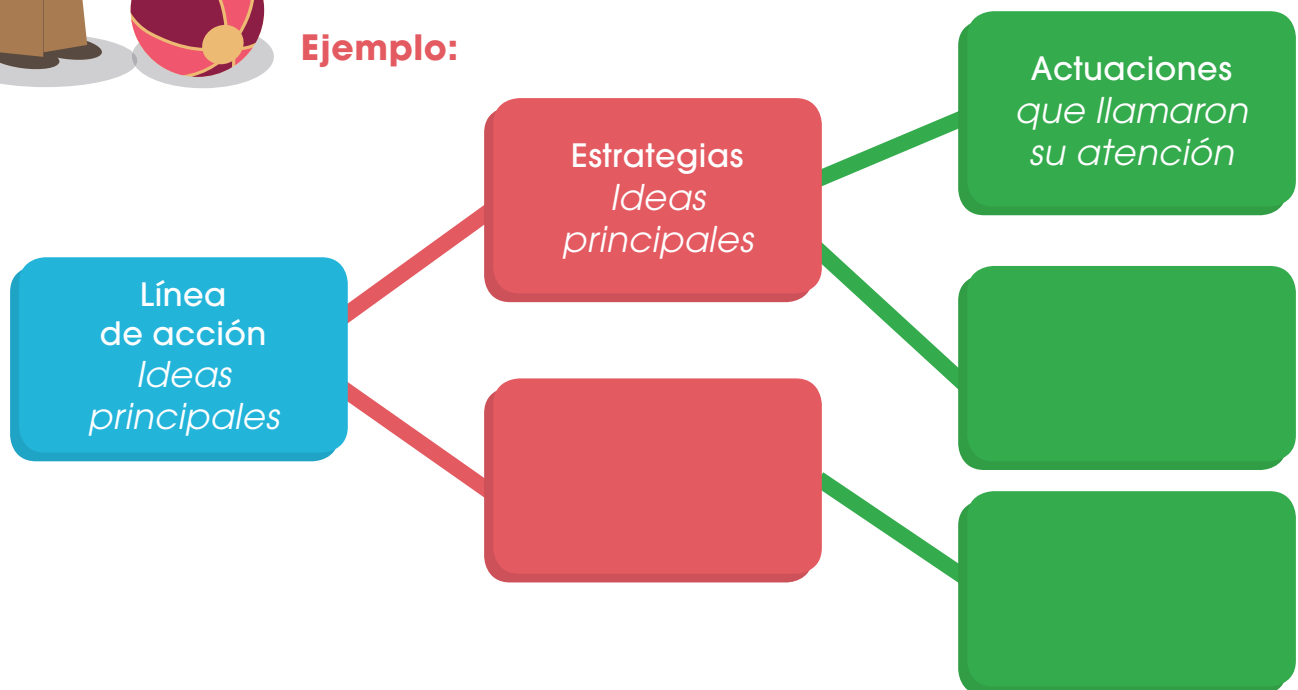 Ejemplo:
Línea
de acción
Ideas
principales
Estrategias
Ideas
principales
Actuaciones
que llamaron
su atención